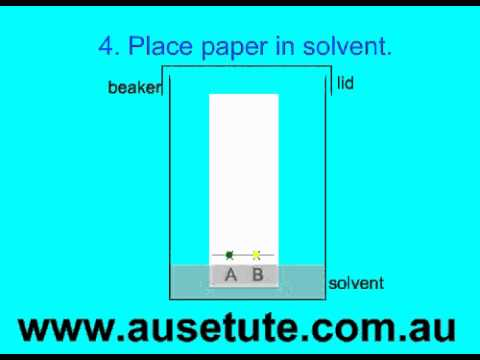 4. Place paper in solvent.
beaker
lid
A B
solvent
www.ausetute.com.au